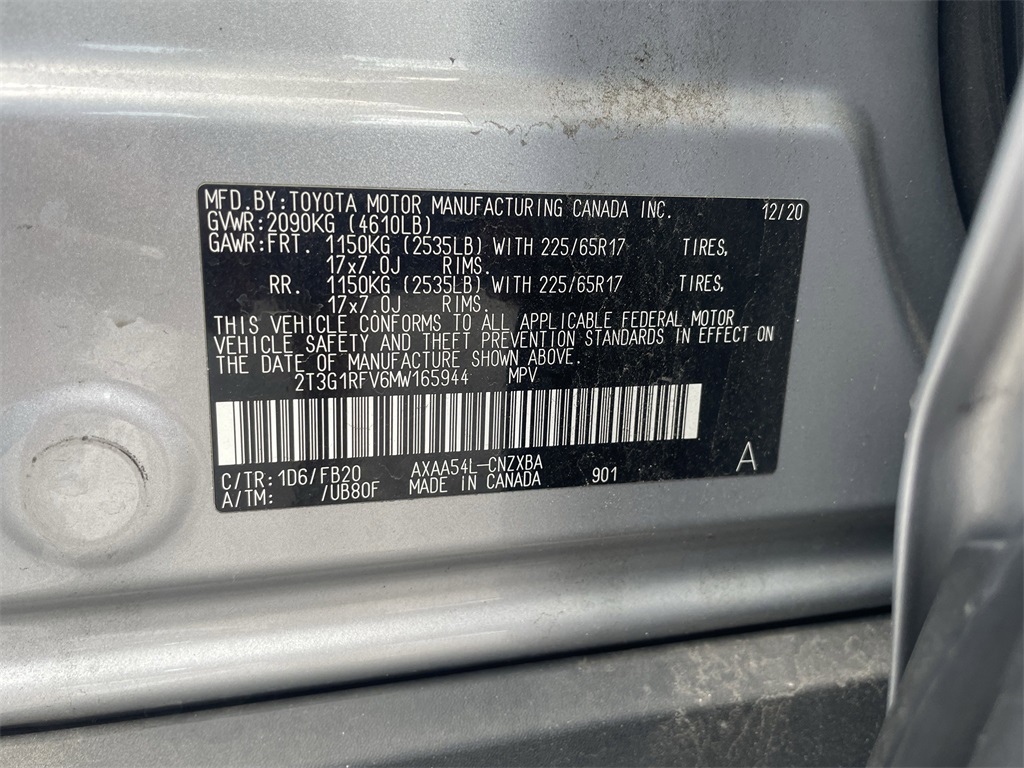 MFD.BY:TOYOTA MOTOR MANUFACTURING CANADA INC. 12/20
GVWR:2090KG (4610LB)
GAWR:FRT. 1150KG (2535LB) WITH 225/65R17 TIRES,
17x7.0J RIMS.
RR. 1150KG (2535LB) WITH 225/65R17 TIRES,
17x7.0J RIMS.
THIS VEHICLE CONFORMS TO ALL APPLICABLE FEDERAL MOTOR
VEHICLE SAFETY AND THEFT PREVENTION STANDARDS IN EFFECT ON
THE DATE OF MANUFACTURE SHOWN ABOVE.
2T3G1RFV6MW165944 MPV
C/TR:1D6/FB20 AXAA54L-CNZXBA A
A/TM: /UB80F MADE IN CANADA 901